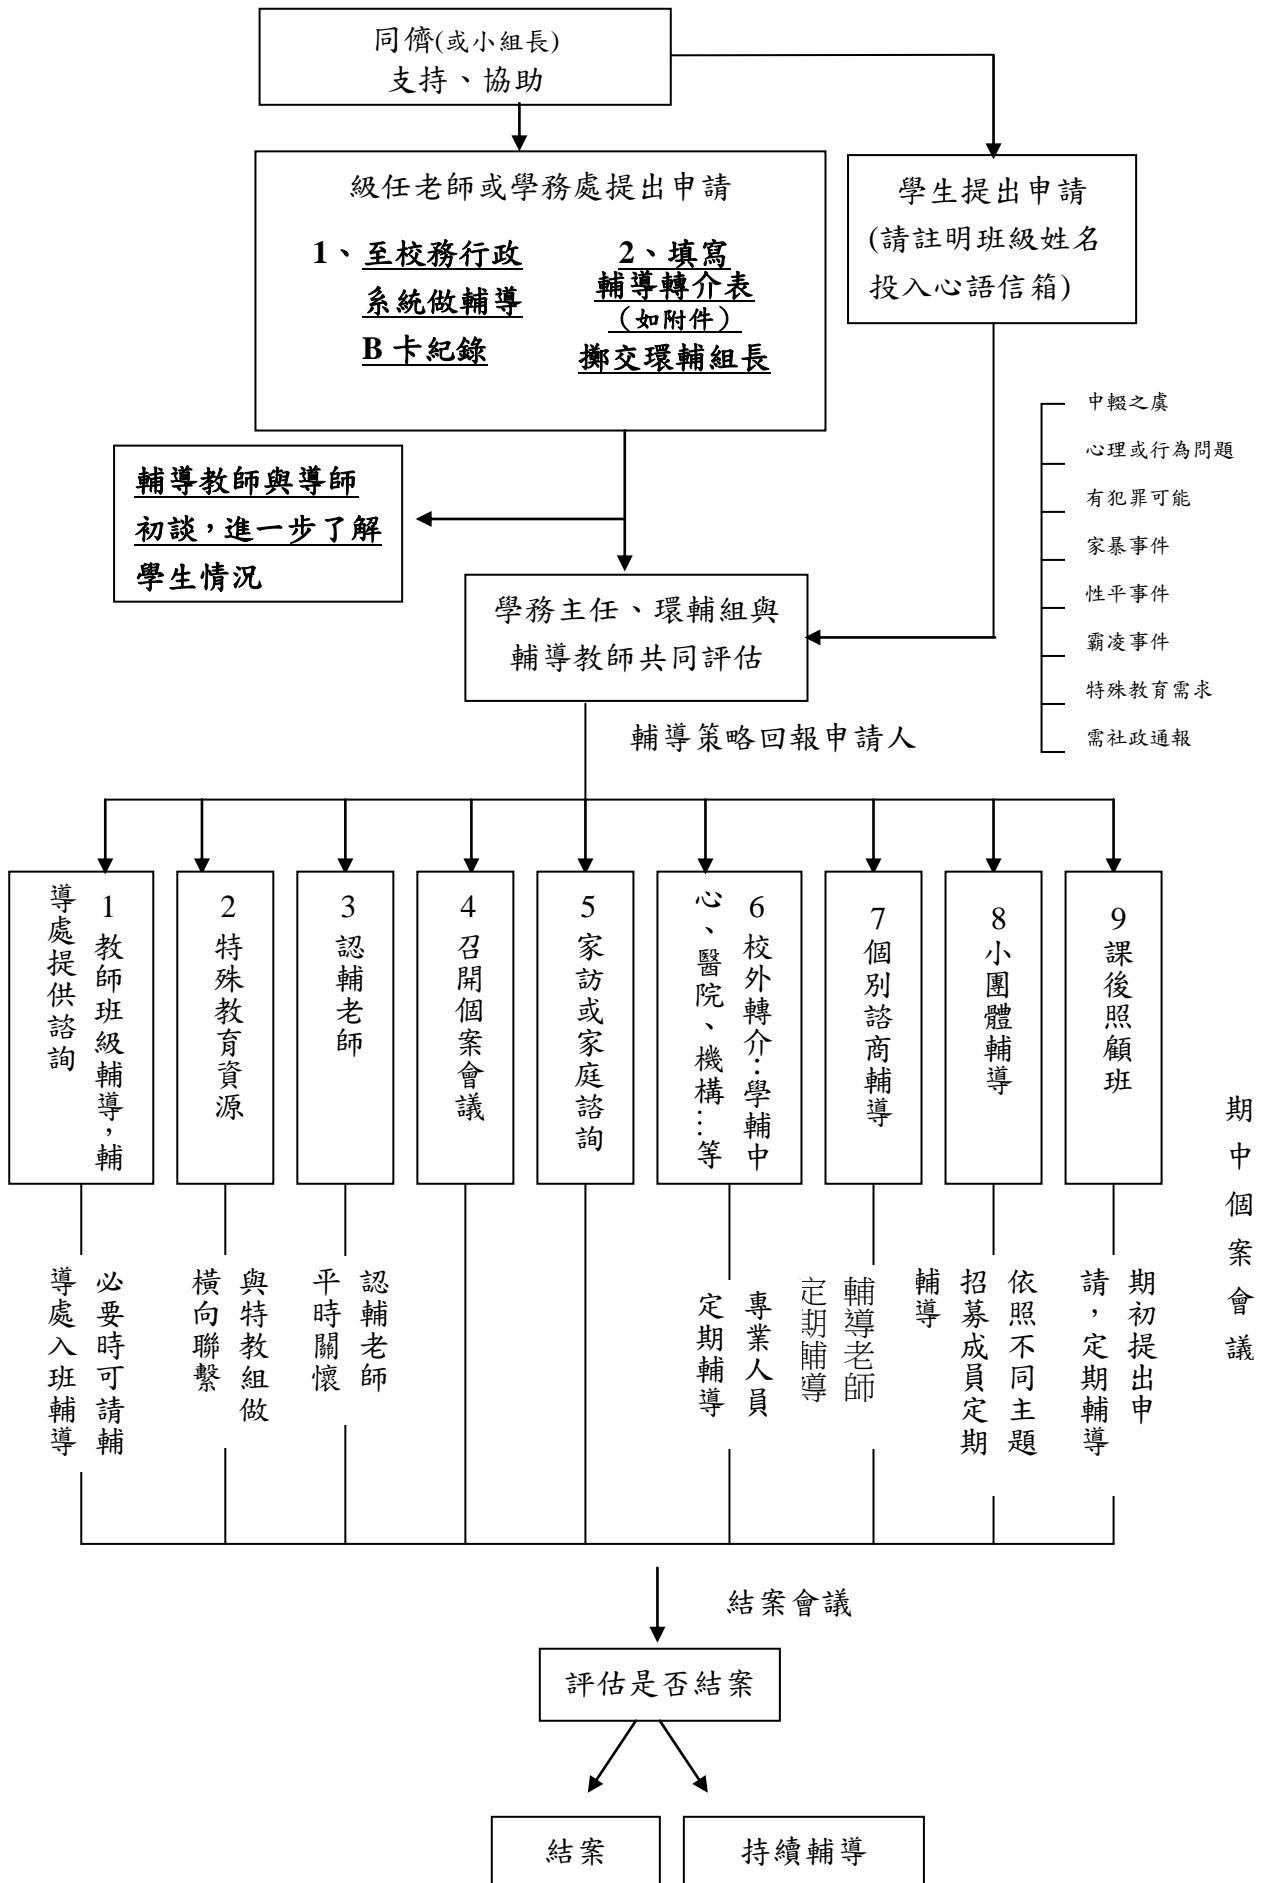 同儕(或小組長)
支持、協助
級任老師或學務處提出申請
1、至校務行政
系統做輔導
B 卡紀錄
2、填寫
輔導轉介表
（如附件）
擲交環輔組長
學生提出申請
(請註明班級姓名
投入心語信箱)
中輟之虞
心理或行為問題
有犯罪可能
家暴事件
性平事件
霸凌事件
特殊教育需求
需社政通報
輔導教師與導師
初談，進一步了解
學生情況
學務主任、環輔組與
輔導教師共同評估
輔導策略回報申請人
1 教師班級輔導，輔
導處提供諮詢
2 特殊教育資源
3 認輔老師
4 召開個案會議
5 家訪或家庭諮詢
6 校外轉介：學輔中
心、醫院、機構…等
7 個別諮商輔導
8 小團體輔導
9 課後照顧班
期中個案會議
必要時可請輔
導處入班輔導
與特教組做
橫向聯繫
認輔老師
平時關懷
專業人員
定期輔導
輔導老師
定期輔導
依照不同主題
招募成員定期
輔導
期初提出申
請，定期輔導
結案會議
評估是否結案
結案
持續輔導